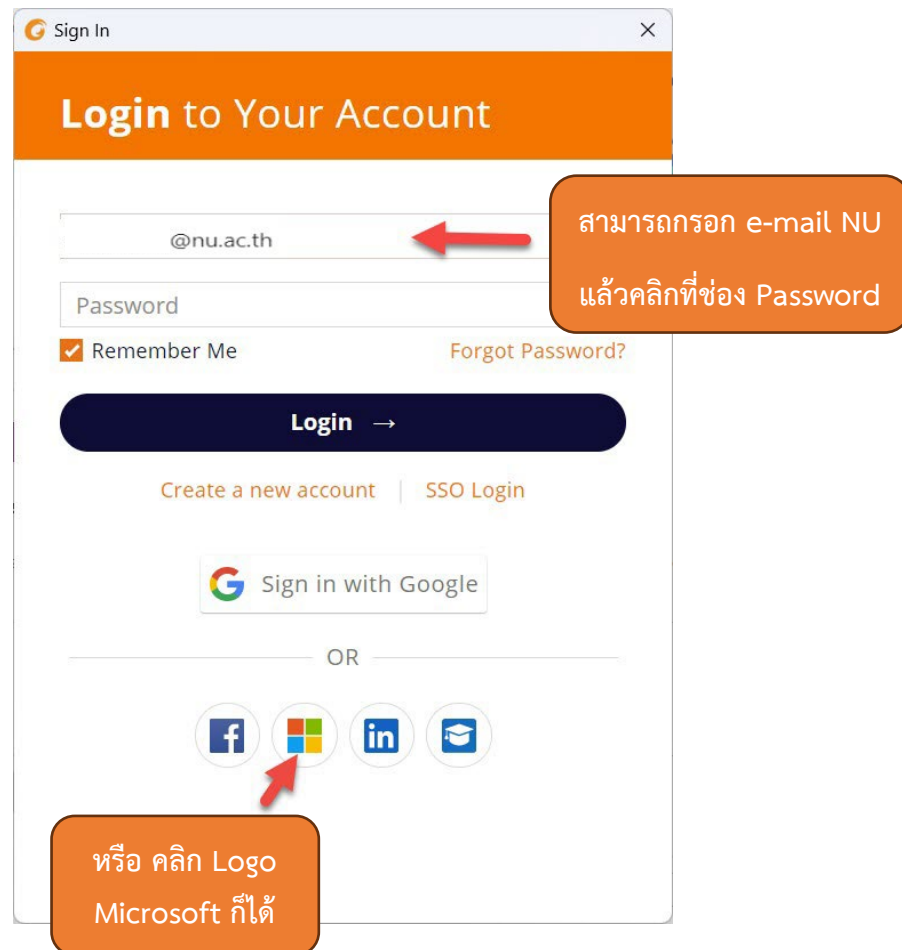 Sign In
Login to Your Account
@nu.ac.th
สามารถกรอก e-mail NU
แล้วคลิกที่ช่อง Password
Password
Remember Me
Forgot Password?
Login →
Create a new account | SSO Login
Sign in with Google
OR
หรือ คลิก Logo
Microsoft ก็ได้